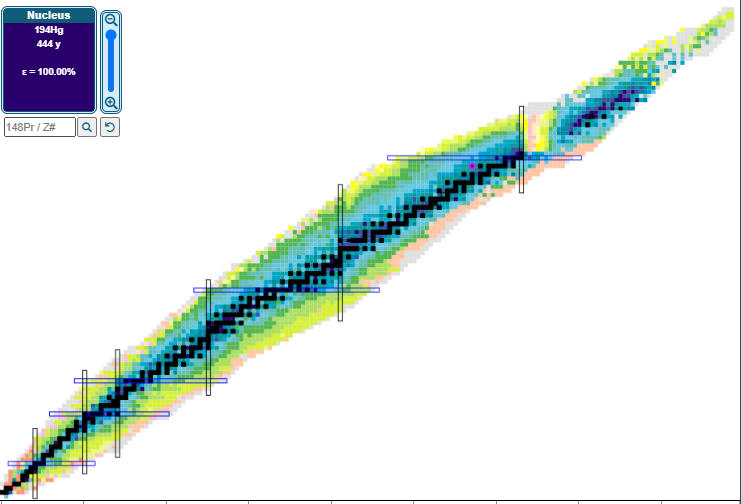 Nucleus
194Hg
444 y
ε = 100.00%
148Pr / Z#